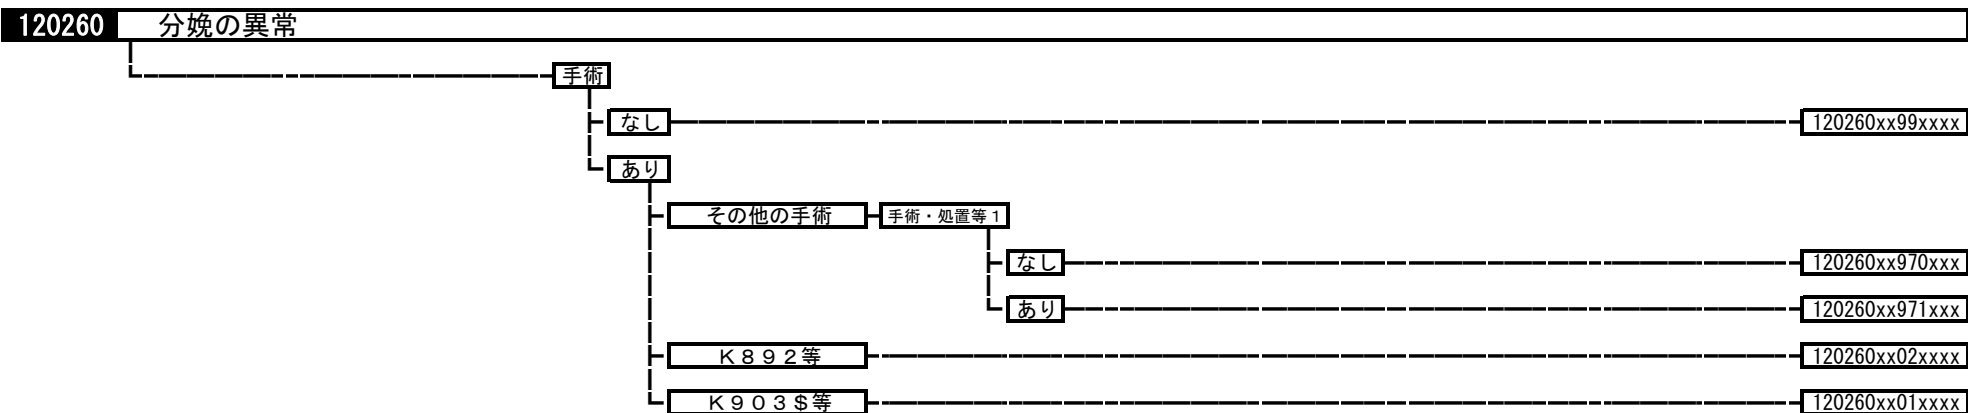 120260 分娩の異常
手術
なし 120260xx99xxxx
あり
その他の手術 手術・処置等１
なし 120260xx970xxx
あり 120260xx971xxx
Ｋ８９２等 120260xx02xxxx
Ｋ９０３＄等 120260xx01xxxx